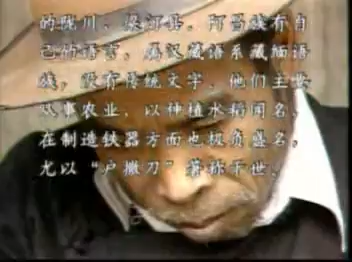 的陇川、梁河县。阿昌族有自
己的语言，属汉藏语系藏缅语
族，没有传统文字。他们主要
从事农业，以种植水稻闻名，
在制造铁器方面也极负盛名，
尤以“户撒刀”著称于世。